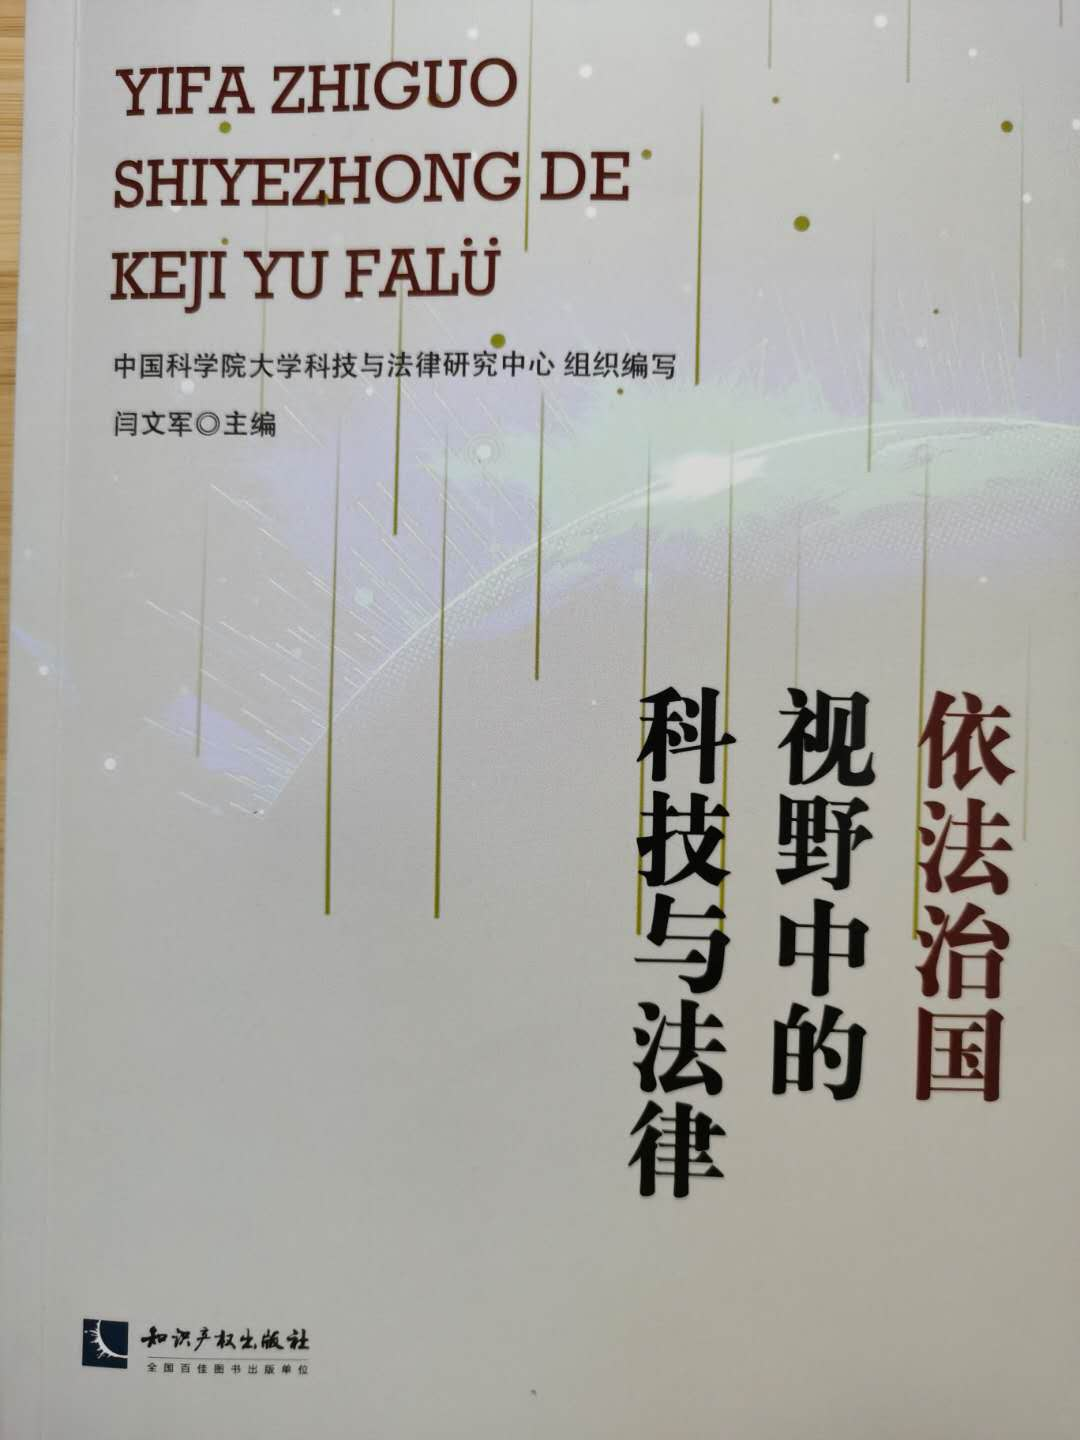 YIFA ZHIGUO
SHIYEZHONG DE
KEJI YU FALÜ
中国科学院大学科技与法律研究中心 组织编写
闫文军◎主编
依法治国
视野中的
科技与法律
知识产权出版社
全国百佳图书出版单位